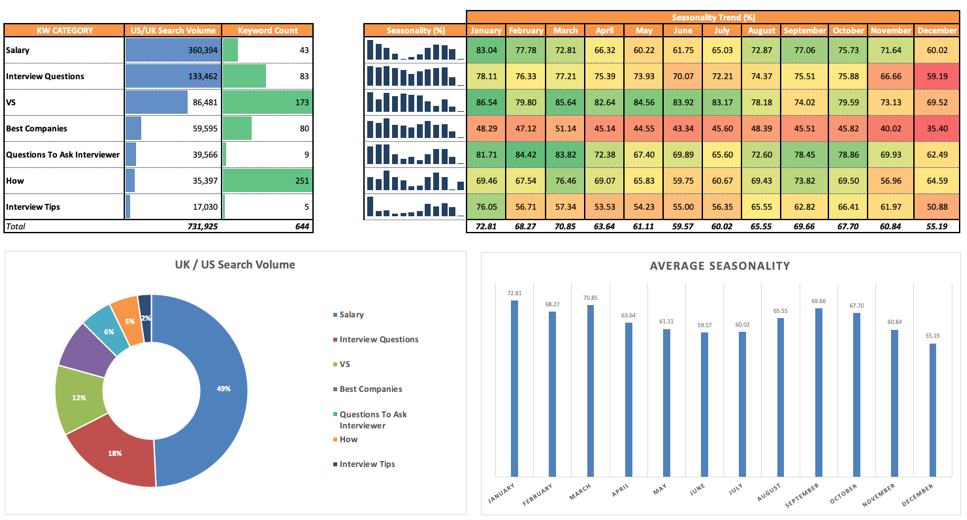 Seasonality Trend (%)
KW CATEGORY US/UK Search Volume Keyword Count Seasonality (%) January February March April May June July August September October November December
Salary 360,394 43 83.04 77.78 72.81 66.32 60.22 61.75 65.03 72.87 77.06 75.73 71.64 60.02
Interview Questions 133,462 83 78.11 76.33 77.21 75.39 73.93 70.07 72.21 74.37 75.51 75.88 66.66 59.19
VS 86,481 173 86.54 79.80 85.64 82.64 84.56 83.92 83.17 78.18 74.02 79.59 73.13 69.52
Best Companies 59,595 80 48.29 47.12 51.14 45.14 44.55 43.34 45.60 48.39 45.51 45.82 40.02 35.40
Questions To Ask Interviewer 39,566 9 81.71 84.42 83.82 72.38 67.40 69.89 65.60 72.60 78.45 78.86 69.93 62.49
How 35,397 251 69.46 67.54 76.46 69.07 65.83 59.75 60.67 69.43 73.82 69.50 56.96 64.59
Interview Tips 17,030 5 76.05 56.71 57.34 53.53 54.23 55.00 56.35 65.55 62.82 66.41 61.97 50.88
Total 731,925 644 72.81 68.27 70.85 63.64 61.11 59.57 60.02 65.55 69.66 67.70 60.84 55.19
UK / US Search Volume
2%
5%
6%
12%
18%
49%
Salary
Interview Questions
VS
Best Companies
Questions To Ask
Interviewer
How
Interview Tips
AVERAGE SEASONALITY
72.81 68.27 70.85 63.64 61.11 59.57 60.02 65.55 69.66 67.70 60.84 55.19
JANUARY FEBRUARY MARCH APRIL MAY JUNE JULY AUGUST SEPTEMBER OCTOBER NOVEMBER DECEMBER